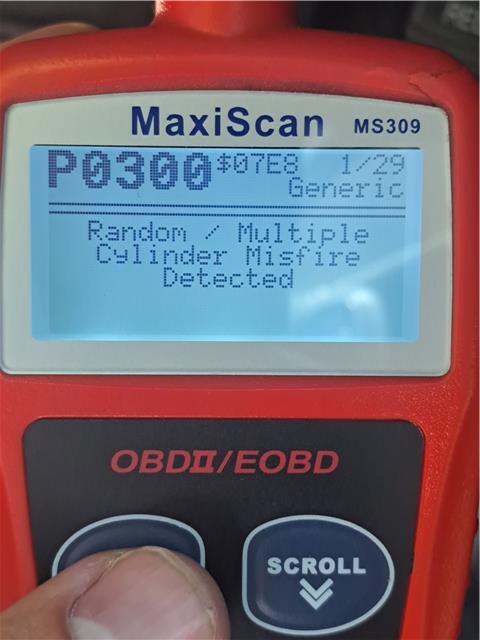 MaxiScan MS309
P0300 $07E8 1/29
Generic
Random / Multiple
Cylinder Misfire
Detected
OBDII/EOBD
SCROLL